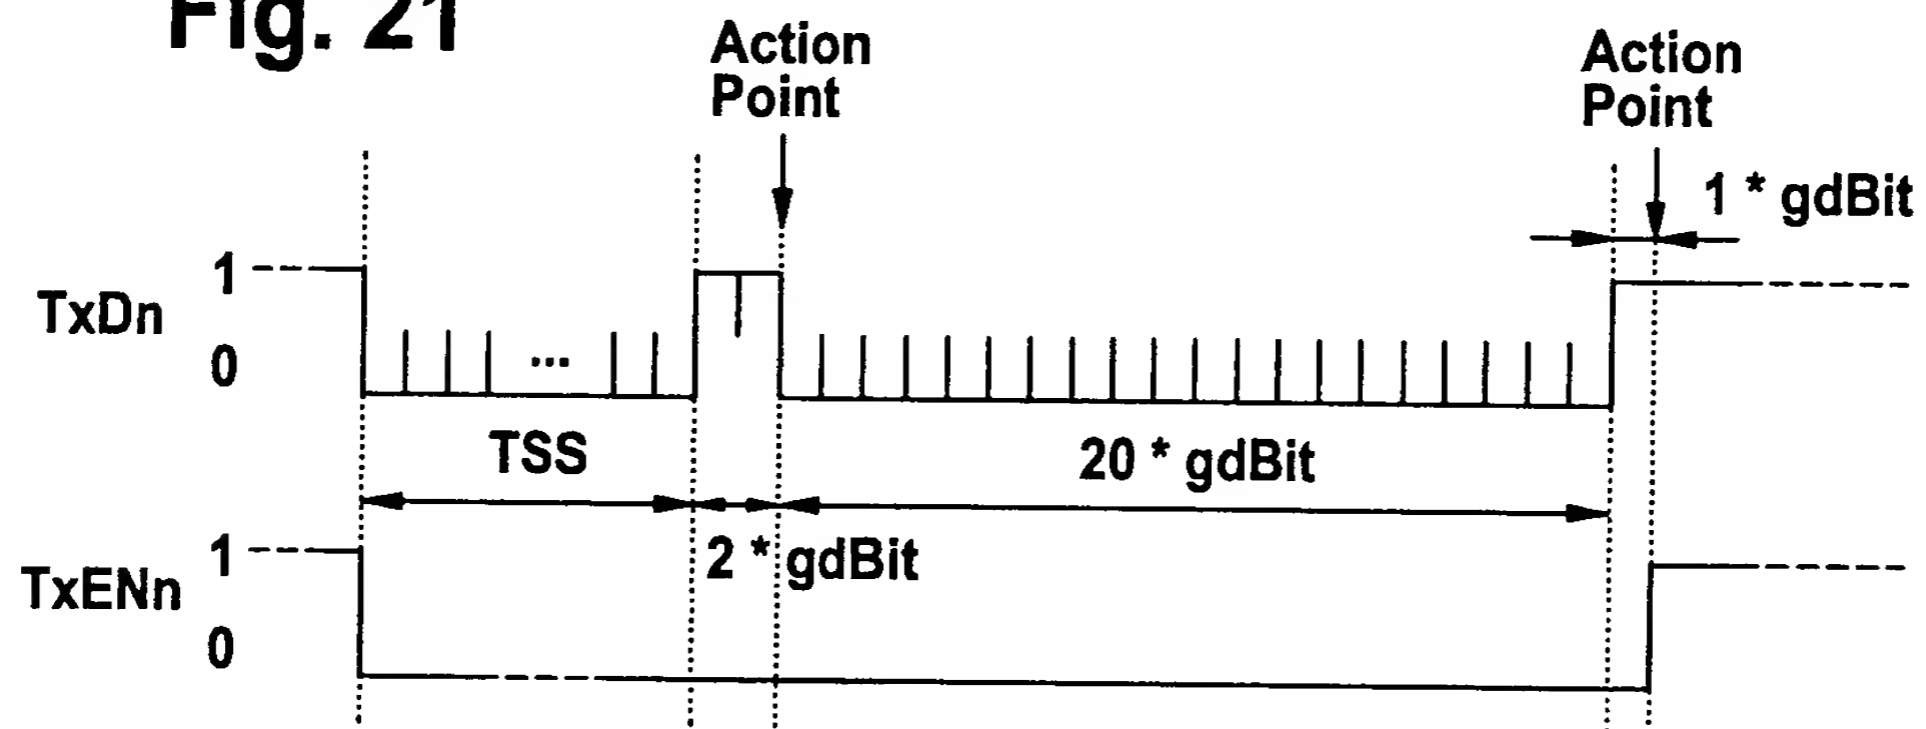 Fig. 21
Action
Point
Action
Point
1 * gdBit
1
TxDn
0
...
TSS
20 * gdBit
2 * gdBit
1
TxENn
0